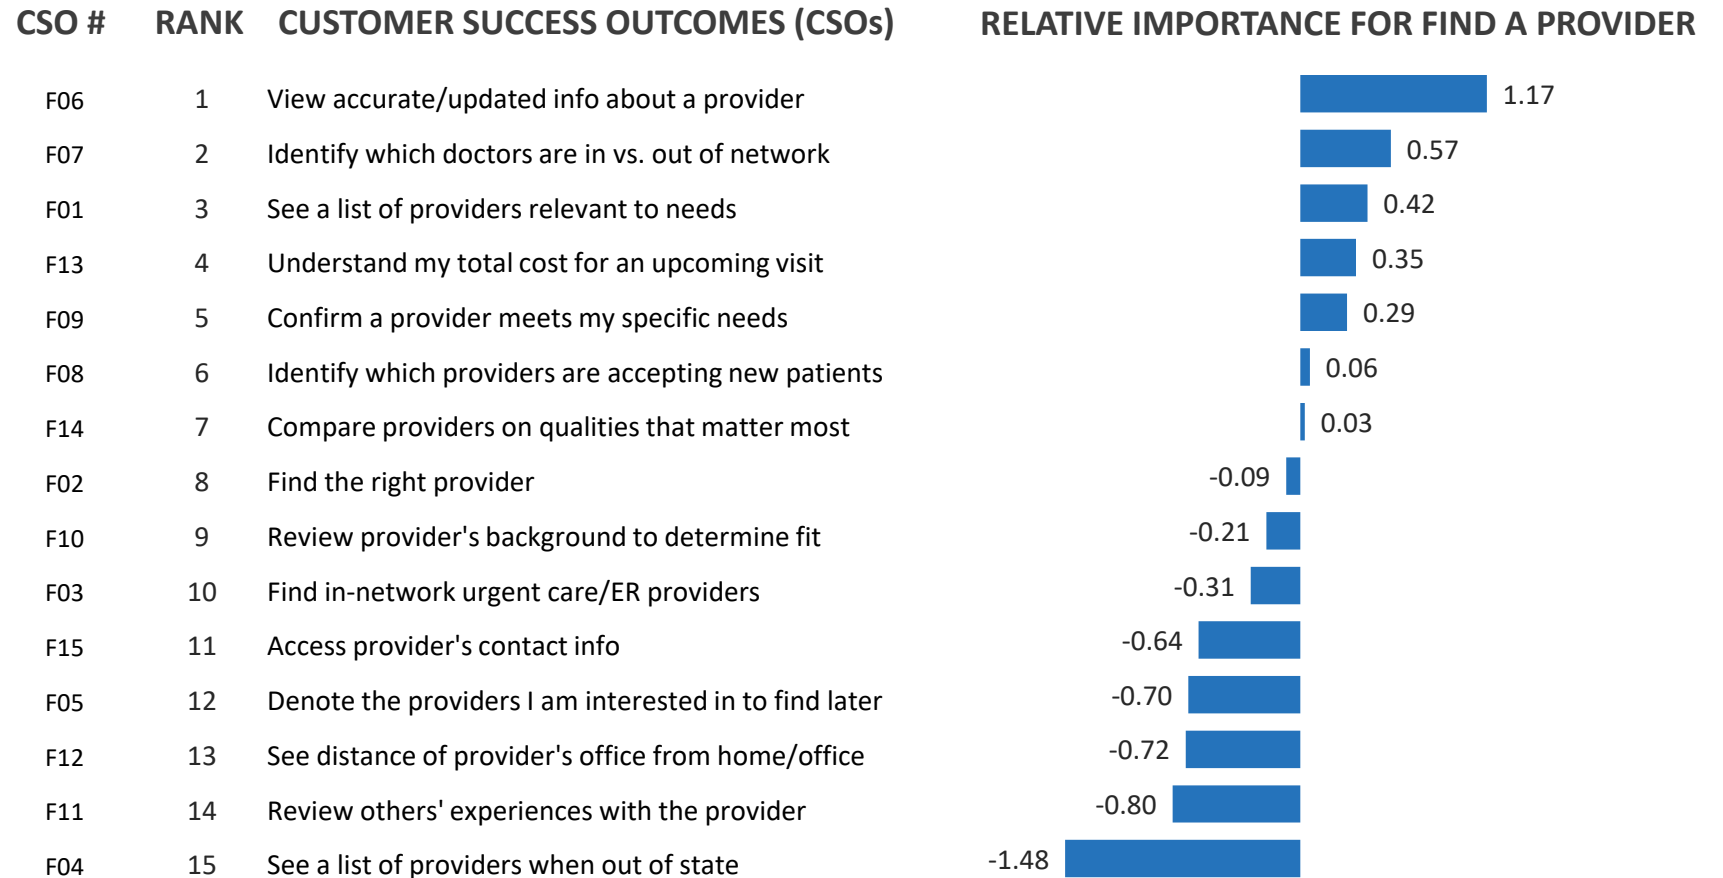 CSO # RANK CUSTOMER SUCCESS OUTCOMES (CSOs) RELATIVE IMPORTANCE FOR FIND A PROVIDER
F06 1 View accurate/updated info about a provider 1.17
F07 2 Identify which doctors are in vs. out of network 0.57
F01 3 See a list of providers relevant to needs 0.42
F13 4 Understand my total cost for an upcoming visit 0.35
F09 5 Confirm a provider meets my specific needs 0.29
F08 6 Identify which providers are accepting new patients 0.06
F14 7 Compare providers on qualities that matter most 0.03
F02 8 Find the right provider -0.09
F10 9 Review provider's background to determine fit -0.21
F03 10 Find in-network urgent care/ER providers -0.31
F15 11 Access provider's contact info -0.64
F05 12 Denote the providers I am interested in to find later -0.70
F12 13 See distance of provider's office from home/office -0.72
F11 14 Review others' experiences with the provider -0.80
F04 15 See a list of providers when out of state -1.48